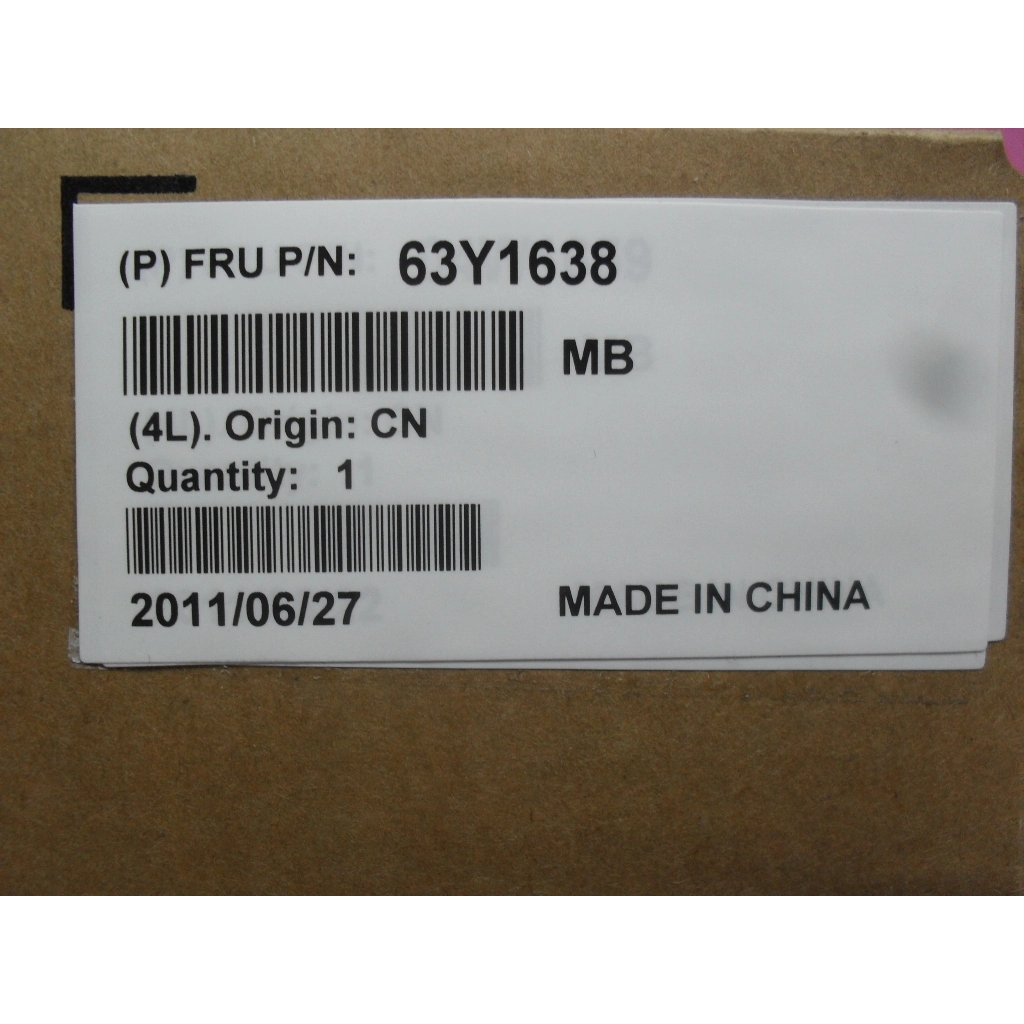 (P) FRU P/N: 63Y1638
MB
(4L). Origin: CN
Quantity: 1
2011/06/27
MADE IN CHINA